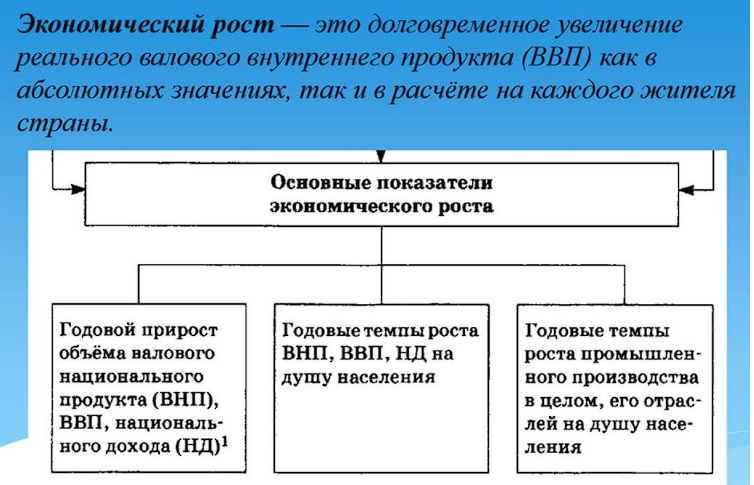 Экономический рост — это долговременное увеличение
реального валового внутреннего продукта (ВВП) как в
абсолютных значениях, так и в расчёте на каждого жителя
страны.
Основные показатели
экономического роста
Годовой прирост
объёма валового
национального
продукта (ВНП),
ВВП, националь-
ного дохода (НД)¹
Годовые темпы роста
ВНП, ВВП, НД на
душу населения
Годовые темпы
роста промышлен-
ного производства
в целом, его отрас-
лей на душу насе-
ления